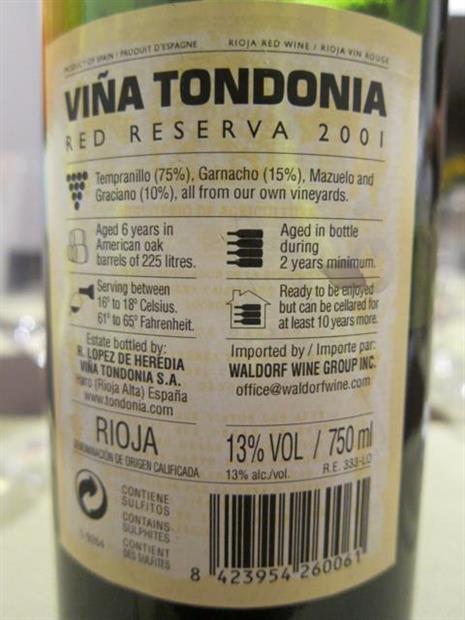 PRODUCT OF SPAIN / PRODUIT D'ESPAGNE
RIOJA RED WINE / RIOJA VIN ROUGE
VIÑA TONDONIA
RED RESERVA 2001
Tempranillo (75%), Garnacho (15%), Mazuelo and
Graciano (10%), all from our own vineyards.
Aged 6 years in
American oak
barrels of 225 litres.
Aged in bottle
during
2 years minimum.
Serving between
16º to 18º Celsius.
61º to 65º Fahrenheit.
Ready to be enjoyed
but can be cellared for
at least 10 years more.
Estate bottled by:
R. LOPEZ DE HEREDIA
VIÑA TONDONIA S.A.
Haro (Rioja Alta) España
www.tondonia.com
Imported by / Importe par:
WALDORF WINE GROUP INC.
office@waldorfwine.com
RIOJA
DENOMINACIÓN DE ORIGEN CALIFICADA
13% VOL / 750 ml
13% alc./vol.
R.E. 333-LO
CONTIENE
SULFITOS
CONTAINS
SULPHITES
CONTIENT
DES SULFITES
8 423954 260061